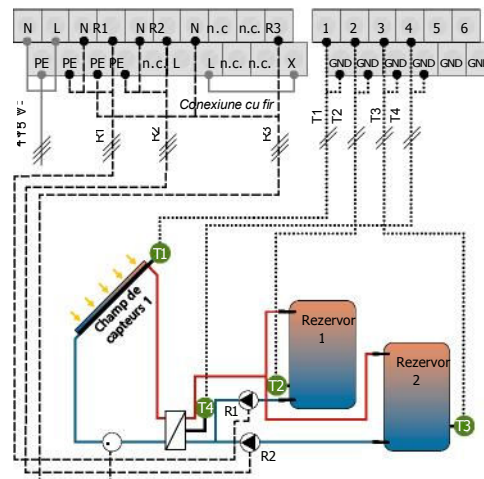 N L N R1 N R2 N n.c n.c. R3 1 2 3 4 5 6
PE PE PE PE n.c. L L n.c. n.c. X GND GND GND GND
Conexiune cu fir
R1 R2 R3 T1 T2 T3 T4
T1
Champ de
capteurs 1
Rezervor
1
Rezervor
2
T2
T4
R1
T3
R2